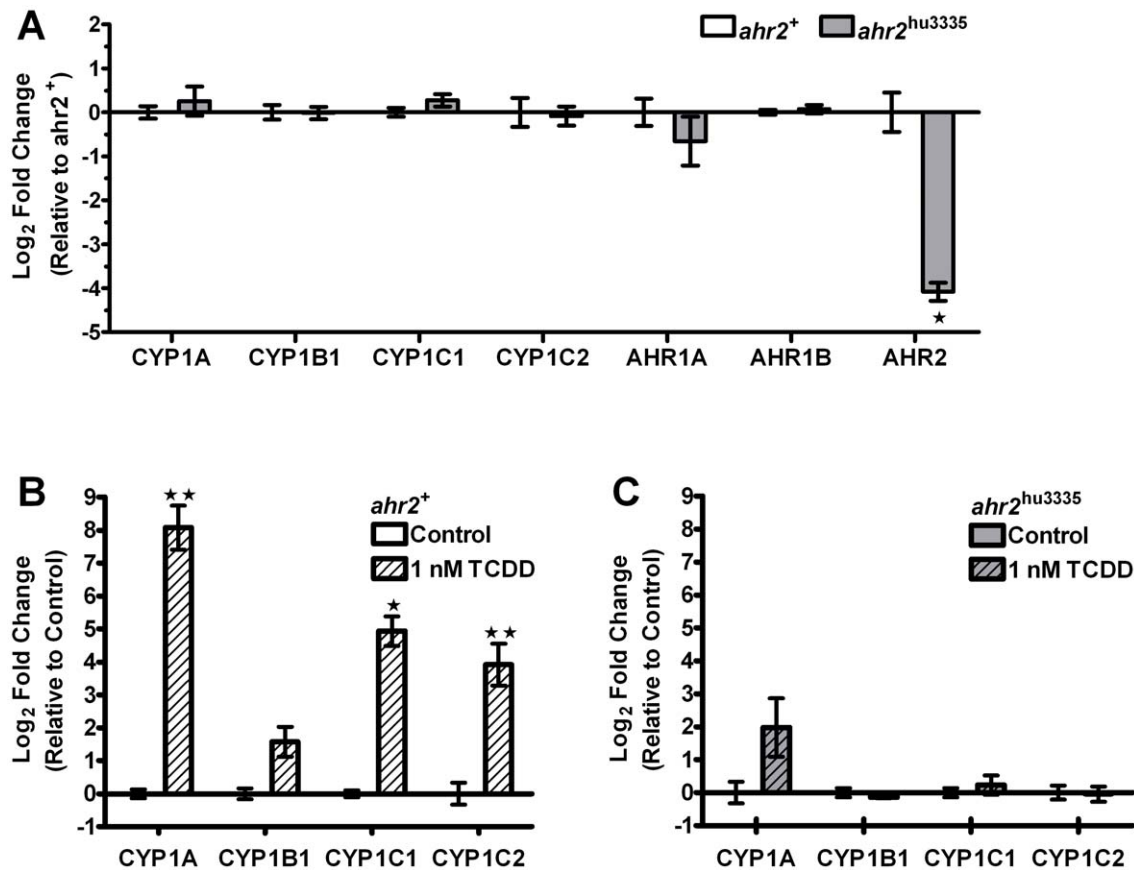 A
ahr2+ ahr2hu3335
Log2 Fold Change
(Relative to ahr2+)
2
1
0
-1
-2
-3
-4
-5
★
CYP1A CYP1B1 CYP1C1 CYP1C2 AHR1A AHR1B AHR2
B
ahr2+
Control
1 nM TCDD
Log2 Fold Change
(Relative to Control)
9
8
7
6
5
4
3
2
1
0
-1
★★
★
★★
CYP1A CYP1B1 CYP1C1 CYP1C2
C
ahr2hu3335
Control
1 nM TCDD
Log2 Fold Change
(Relative to Control)
9
8
7
6
5
4
3
2
1
0
-1
CYP1A CYP1B1 CYP1C1 CYP1C2